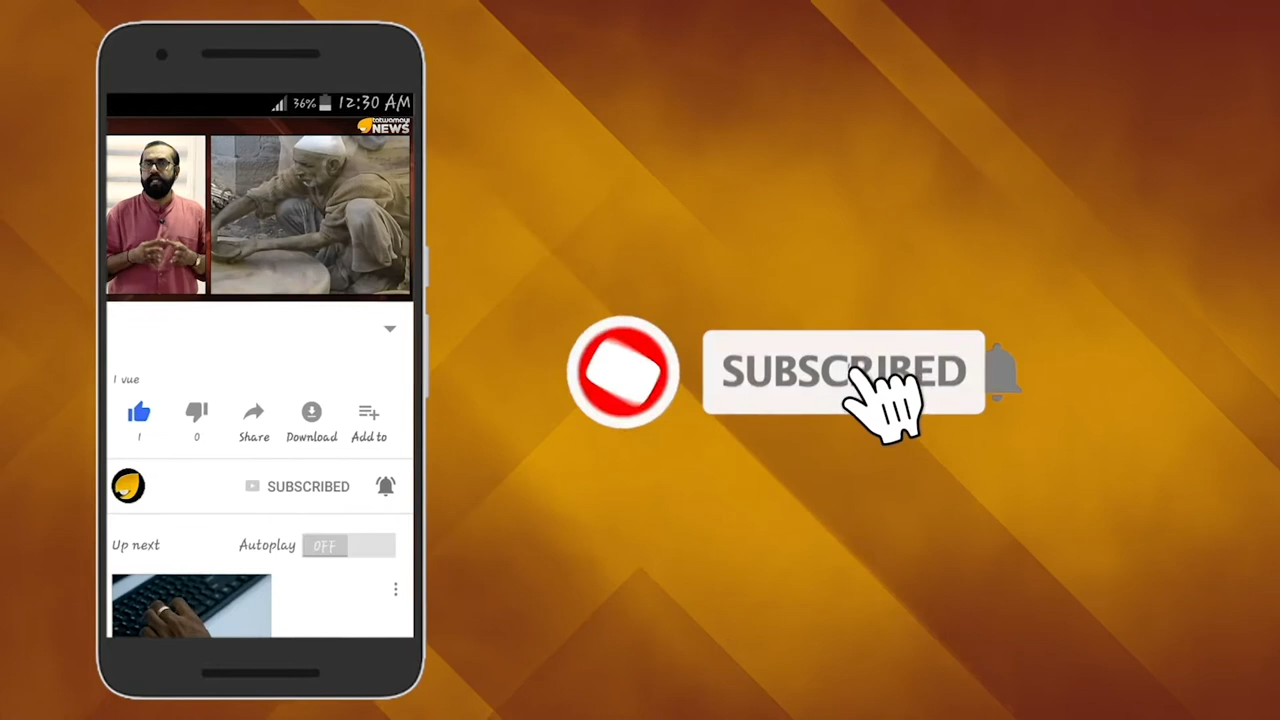 36% 12:30 AM
tatwamayi
NEWS
1 vue
1
0
Share
Download
Add to
SUBSCRIBED
Up next
Autoplay
OFF
SUBSCRIBED